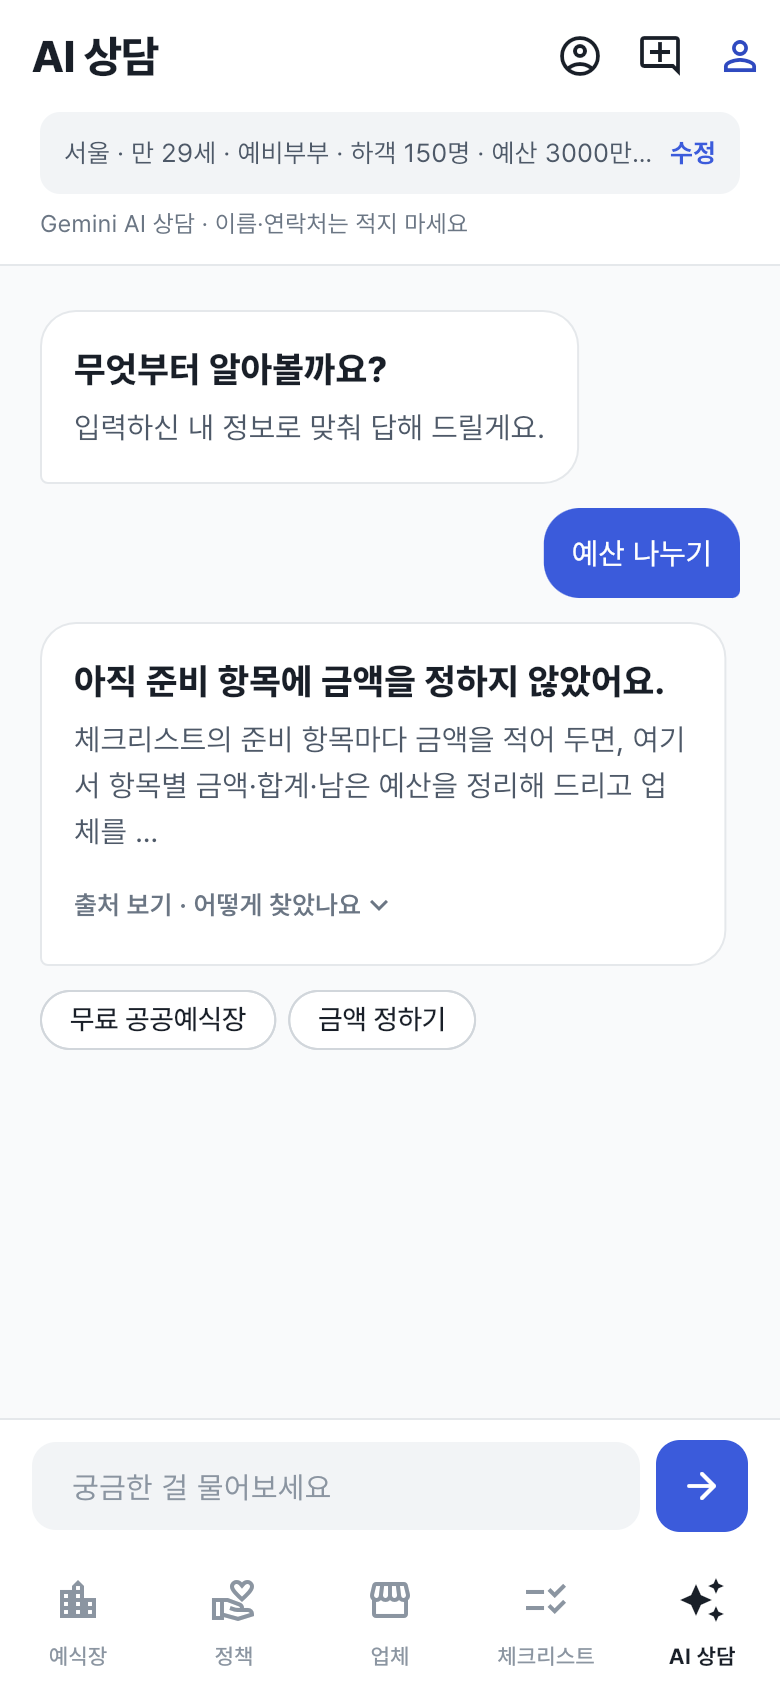 AI 상담
서울 · 만 29세 · 예비부부 · 하객 150명 · 예산 3000만... 수정
Gemini AI 상담 · 이름·연락처는 적지 마세요
무엇부터 알아볼까요?
입력하신 내 정보로 맞춰 답해 드릴게요.
예산 나누기
아직 준비 항목에 금액을 정하지 않았어요.
체크리스트의 준비 항목마다 금액을 적어 두면, 여기
서 항목별 금액·합계·남은 예산을 정리해 드리고 업
체를 ...
출처 보기 · 어떻게 찾았나요
무료 공공예식장 금액 정하기
궁금한 걸 물어보세요
예식장 정책 업체 체크리스트 AI 상담